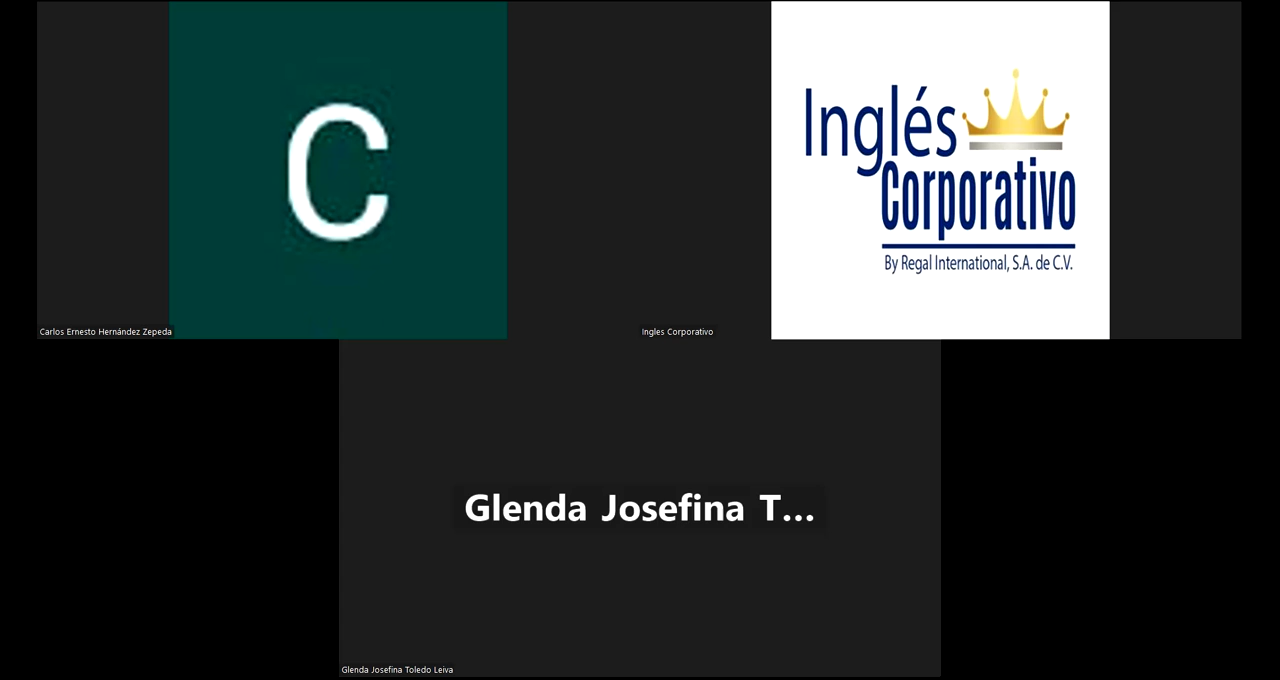 C
Inglés
Corporativo
By Regal International, S.A. de C.V.
Carlos Ernesto Hernández Zepeda
Ingles Corporativo
Glenda Josefina T...
Glenda Josefina Toledo Leiva